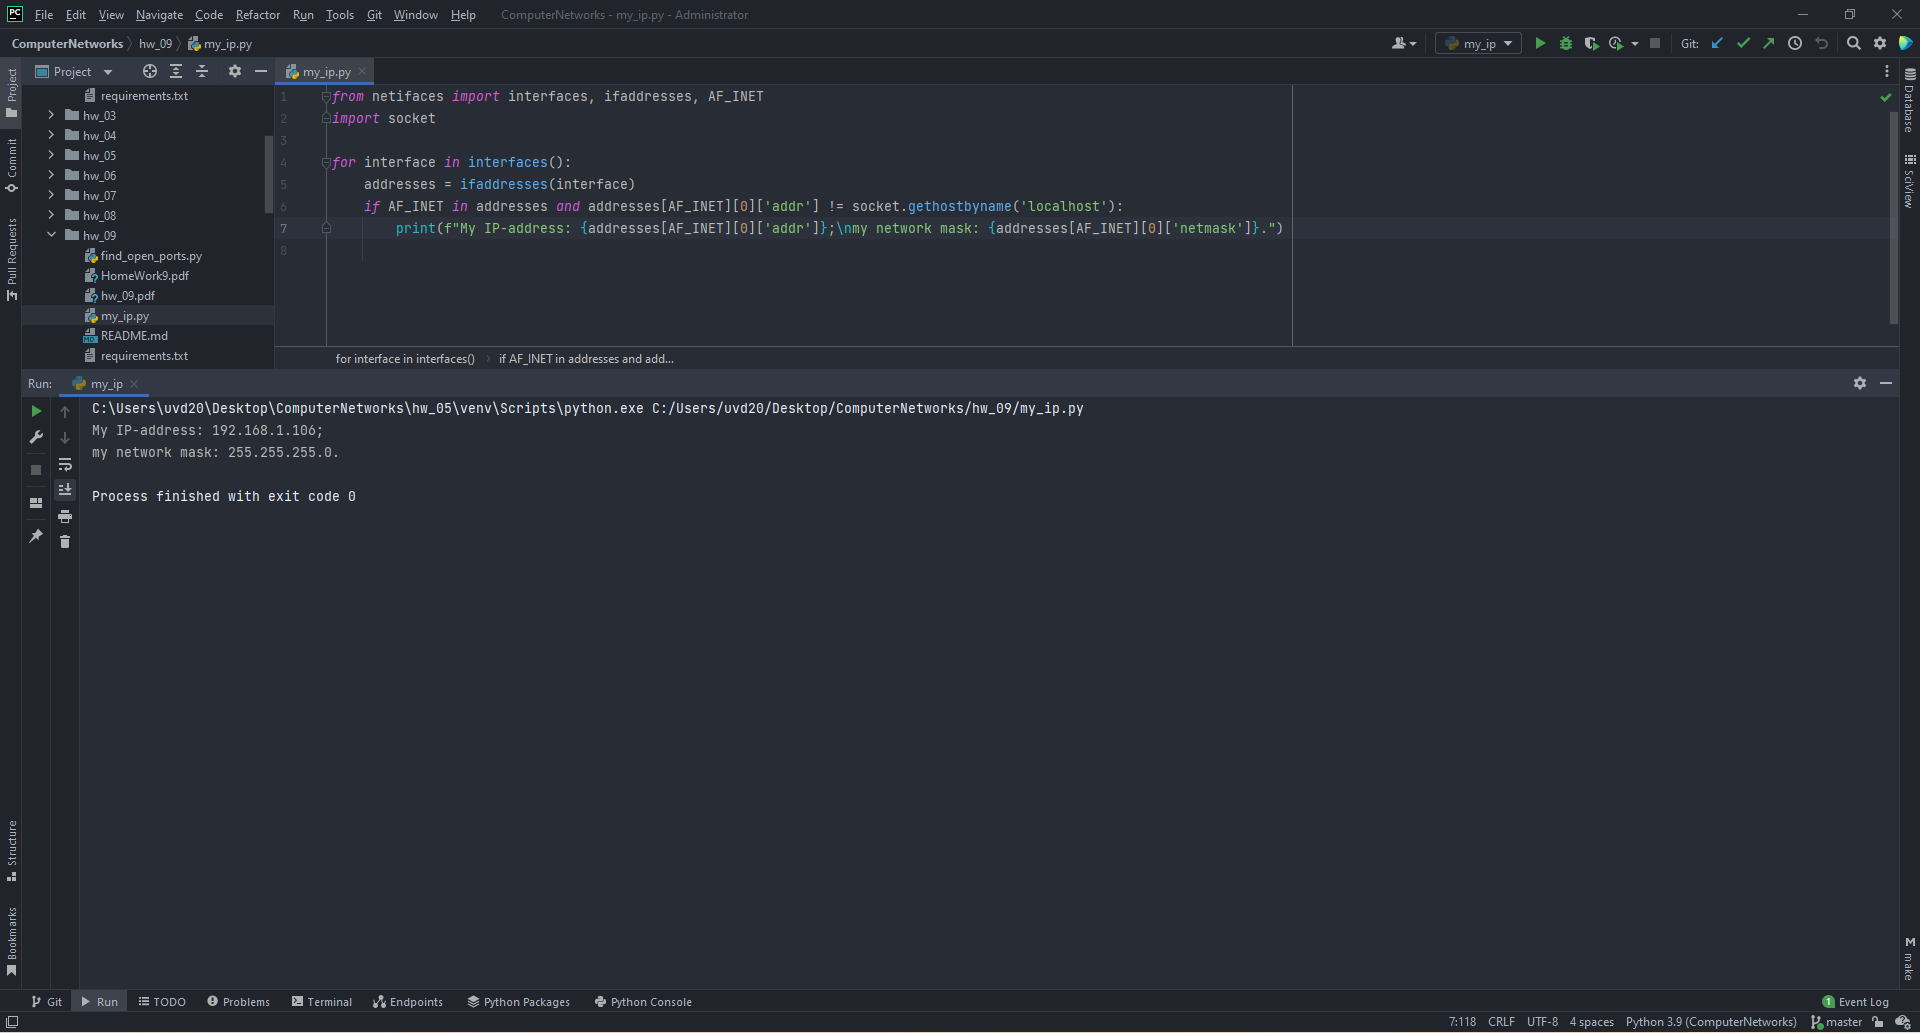 PC File Edit View Navigate Code Refactor Run Tools Git Window Help ComputerNetworks - my_ip.py - Administrator
ComputerNetworks hw_09 my_ip.py my_ip Git:
Project my_ip.py
requirements.txt
hw_03
hw_04
hw_05
hw_06
hw_07
hw_08
hw_09
find_open_ports.py
HomeWork9.pdf
hw_09.pdf
my_ip.py
README.md
requirements.txt
1 from netifaces import interfaces, ifaddresses, AF_INET
2 import socket
3
4 for interface in interfaces():
5 addresses = ifaddresses(interface)
6 if AF_INET in addresses and addresses[AF_INET][0]['addr'] != socket.gethostbyname('localhost'):
7 print(f"My IP-address: {addresses[AF_INET][0]['addr']};\nmy network mask: {addresses[AF_INET][0]['netmask']}.")
8
for interface in interfaces() if AF_INET in addresses and add...
Run: my_ip
C:\Users\uvd20\Desktop\ComputerNetworks\hw_05\venv\Scripts\python.exe C:/Users/uvd20/Desktop/ComputerNetworks/hw_09/my_ip.py
My IP-address: 192.168.1.106;
my network mask: 255.255.255.0.
Process finished with exit code 0
Project
Commit
Pull Requests
Structure
Bookmarks
Database
SciView
M make
Git Run TODO Problems Terminal Endpoints Python Packages Python Console 1 Event Log
7:118 CRLF UTF-8 4 spaces Python 3.9 (ComputerNetworks) master